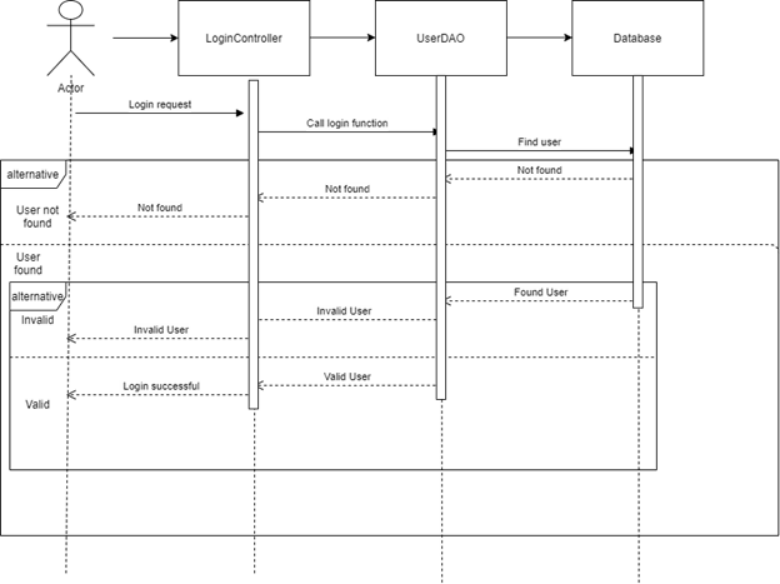 LoginController
UserDAO
Database
Actor
Login request
Call login function
Find user
alternative
Not found
Not found
Not found
User not
found
User
found
alternative
Found User
Invalid
Invalid User
Invalid User
Valid User
Login successful
Valid